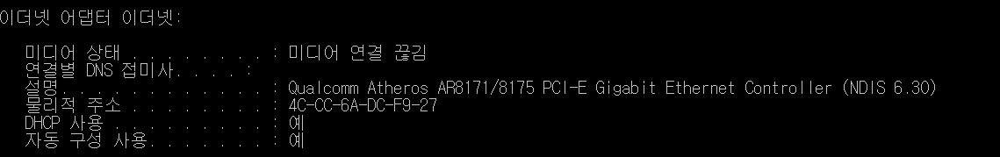 이더넷 어댑터 이더넷:
미디어 상태 . . . . . . . . : 미디어 연결 끊김
연결별 DNS 접미사. . . . :
설명. . . . . . . . . . . . : Qualcomm Atheros AR8171/8175 PCI-E Gigabit Ethernet Controller (NDIS 6.30)
물리적 주소 . . . . . . . . : 4C-CC-6A-DC-F9-27
DHCP 사용 . . . . . . . . . : 예
자동 구성 사용. . . . . . . : 예